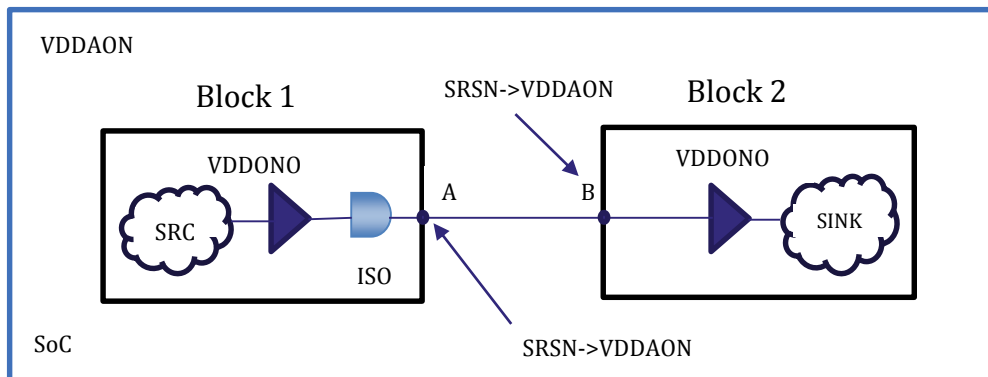 VDDAON
Block 1
SRSN->VDDAON
Block 2
VDDONO
VDDONO
A
B
SRC
SINK
ISO
SRSN->VDDAON
SoC